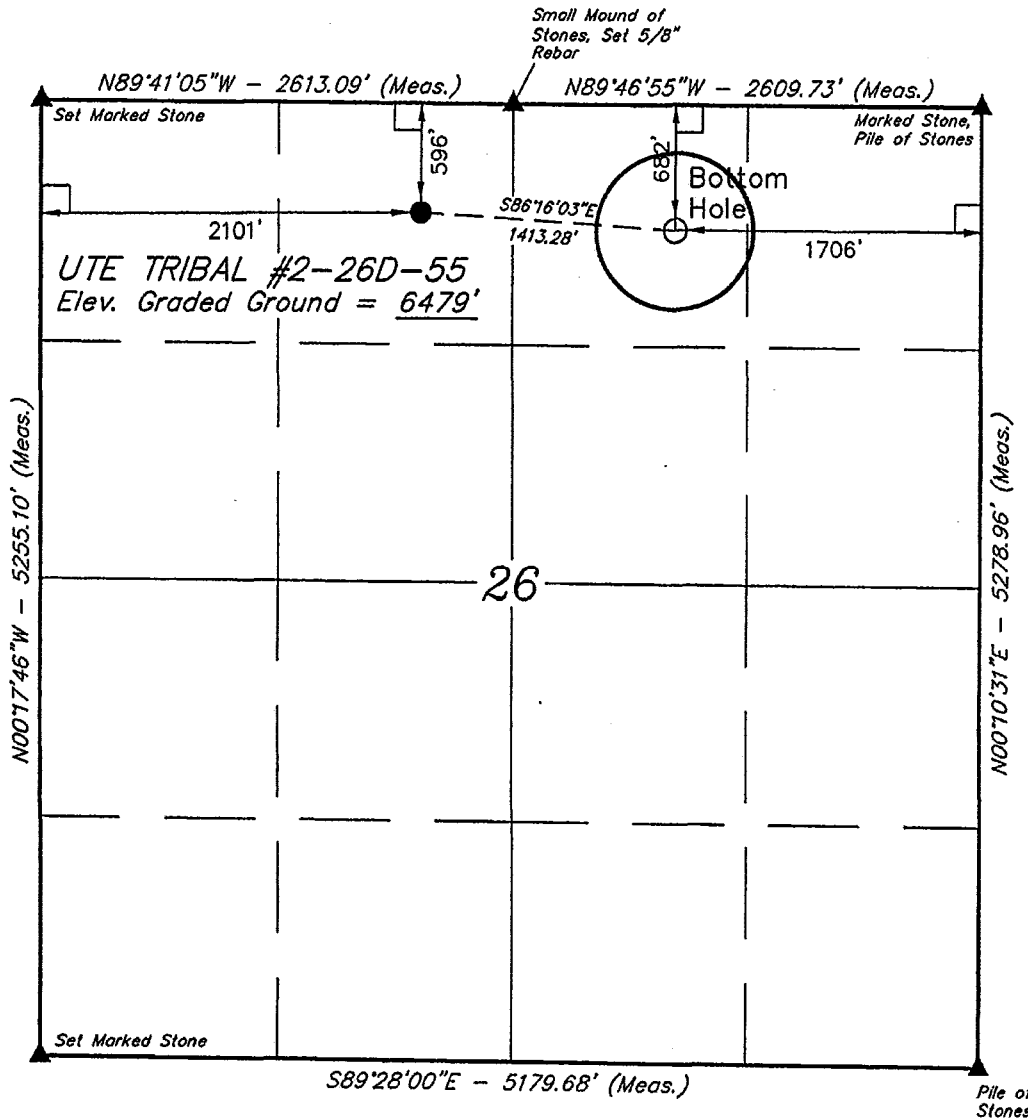 Small Mound of
Stones, Set 5/8"
Rebar
N89°41'05"W - 2613.09' (Meas.)
N89°46'55"W - 2609.73' (Meas.)
Set Marked Stone
Marked Stone,
Pile of Stones
596'
682'
Bottom
Hole
S86°16'03"E
1413.28'
2101'
1706'
UTE TRIBAL #2-26D-55
Elev. Graded Ground = 6479'
N00°17'46"W - 5255.10' (Meas.)
N00°10'31"E - 5278.96' (Meas.)
26
Set Marked Stone
S89°28'00"E - 5179.68' (Meas.)
Pile of
Stones